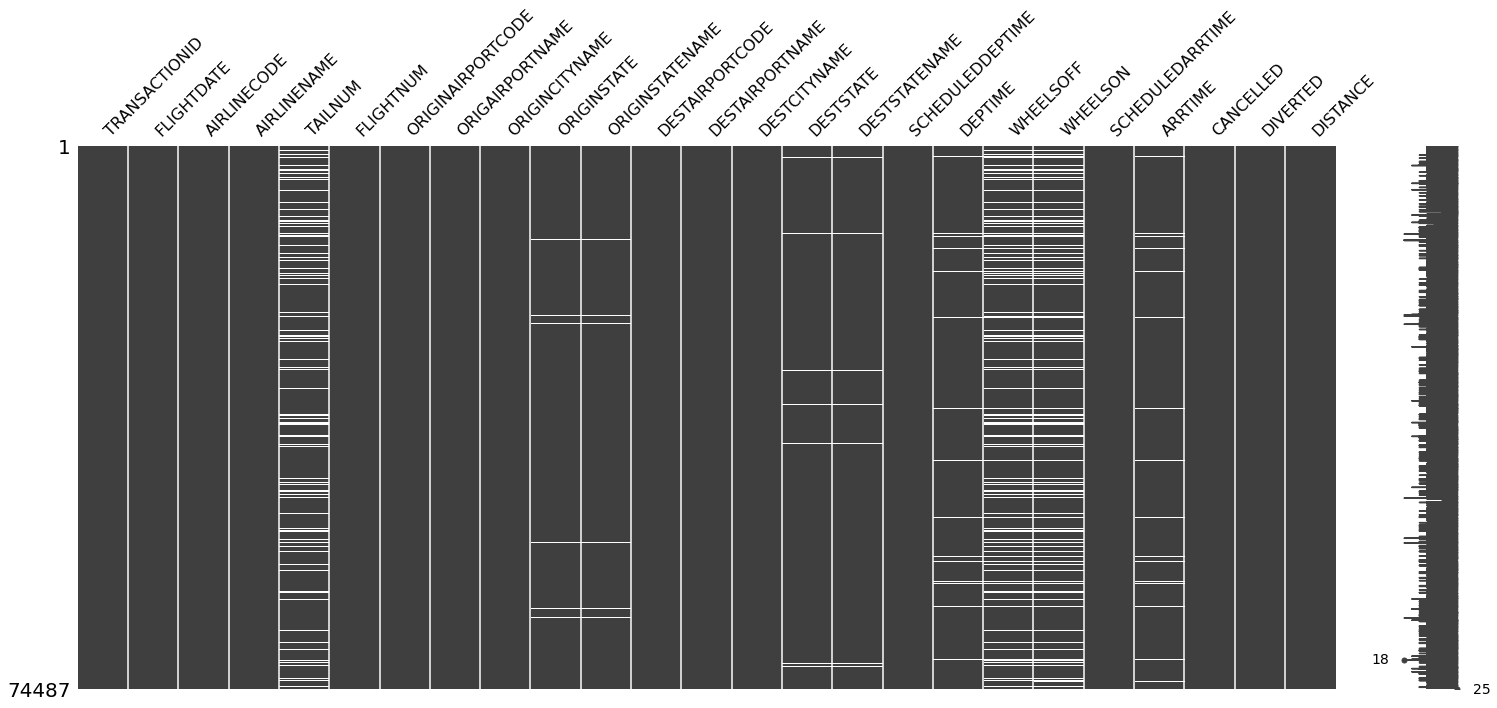 TRANSACTIONID
FLIGHTDATE
AIRLINECODE
AIRLINENAME
TAILNUM
FLIGHTNUM
ORIGINAIRPORTCODE
ORIGAIRPORTNAME
ORIGINCITYNAME
ORIGINSTATE
ORIGINSTATENAME
DESTAIRPORTCODE
DESTAIRPORTNAME
DESTCITYNAME
DESTSTATE
DESTSTATENAME
SCHEDULEDDEPTIME
DEPTIME
WHEELSOFF
WHEELSON
SCHEDULEDARRTIME
ARRTIME
CANCELLED
DIVERTED
DISTANCE
1
18
74487
25